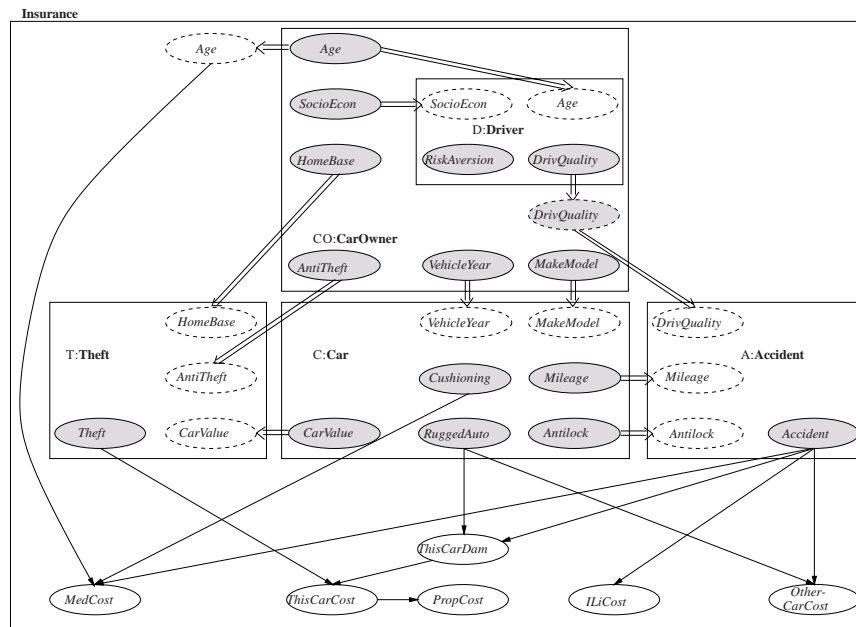 Insurance
Age
Age
SocioEcon
SocioEcon
Age
D:Driver
HomeBase
RiskAversion
DrivQuality
DrivQuality
CO:CarOwner
AntiTheft
VehicleYear
MakeModel
HomeBase
VehicleYear
MakeModel
DrivQuality
T:Theft
C:Car
A:Accident
AntiTheft
Cushioning
Mileage
Mileage
Theft
CarValue
CarValue
RuggedAuto
Antilock
Antilock
Accident
ThisCarDam
MedCost
ThisCarCost
PropCost
ILiCost
Other-
CarCost